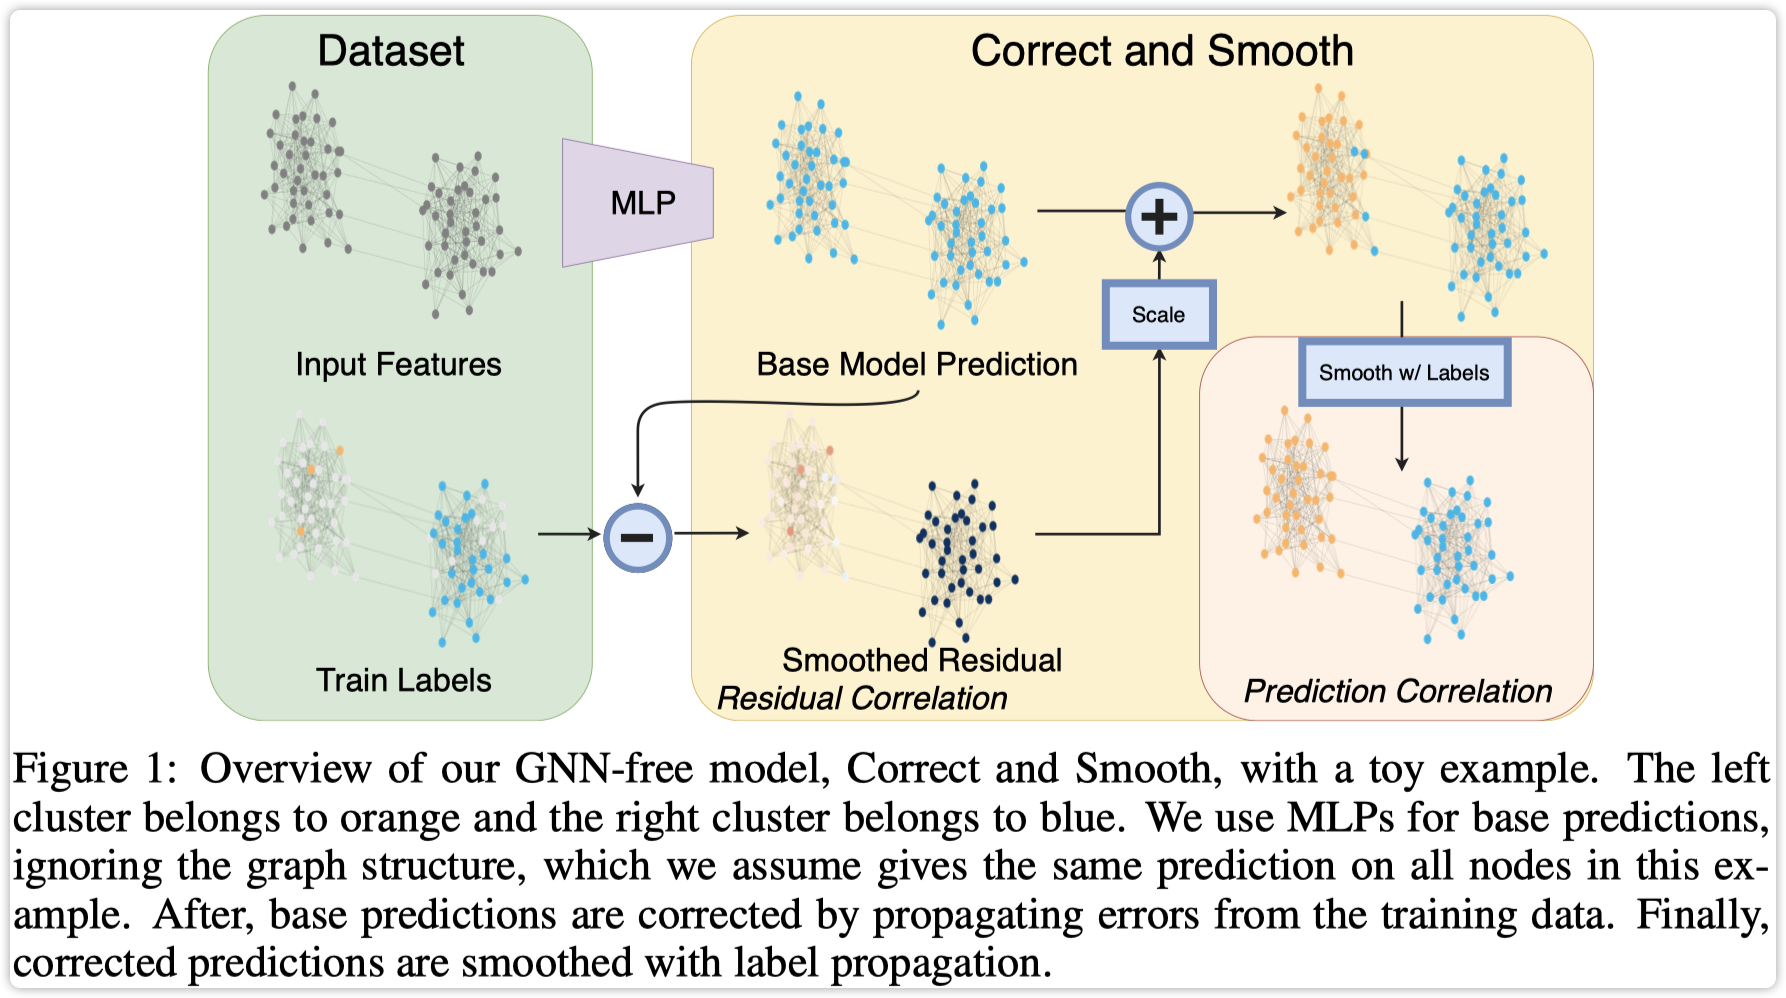 Dataset
Correct and Smooth
MLP
+
Scale
Input Features
Base Model Prediction
Smooth w/ Labels
−
Train Labels
Smoothed Residual
Residual Correlation
Prediction Correlation
Figure 1: Overview of our GNN-free model, Correct and Smooth, with a toy example. The left
cluster belongs to orange and the right cluster belongs to blue. We use MLPs for base predictions,
ignoring the graph structure, which we assume gives the same prediction on all nodes in this ex-
ample. After, base predictions are corrected by propagating errors from the training data. Finally,
corrected predictions are smoothed with label propagation.